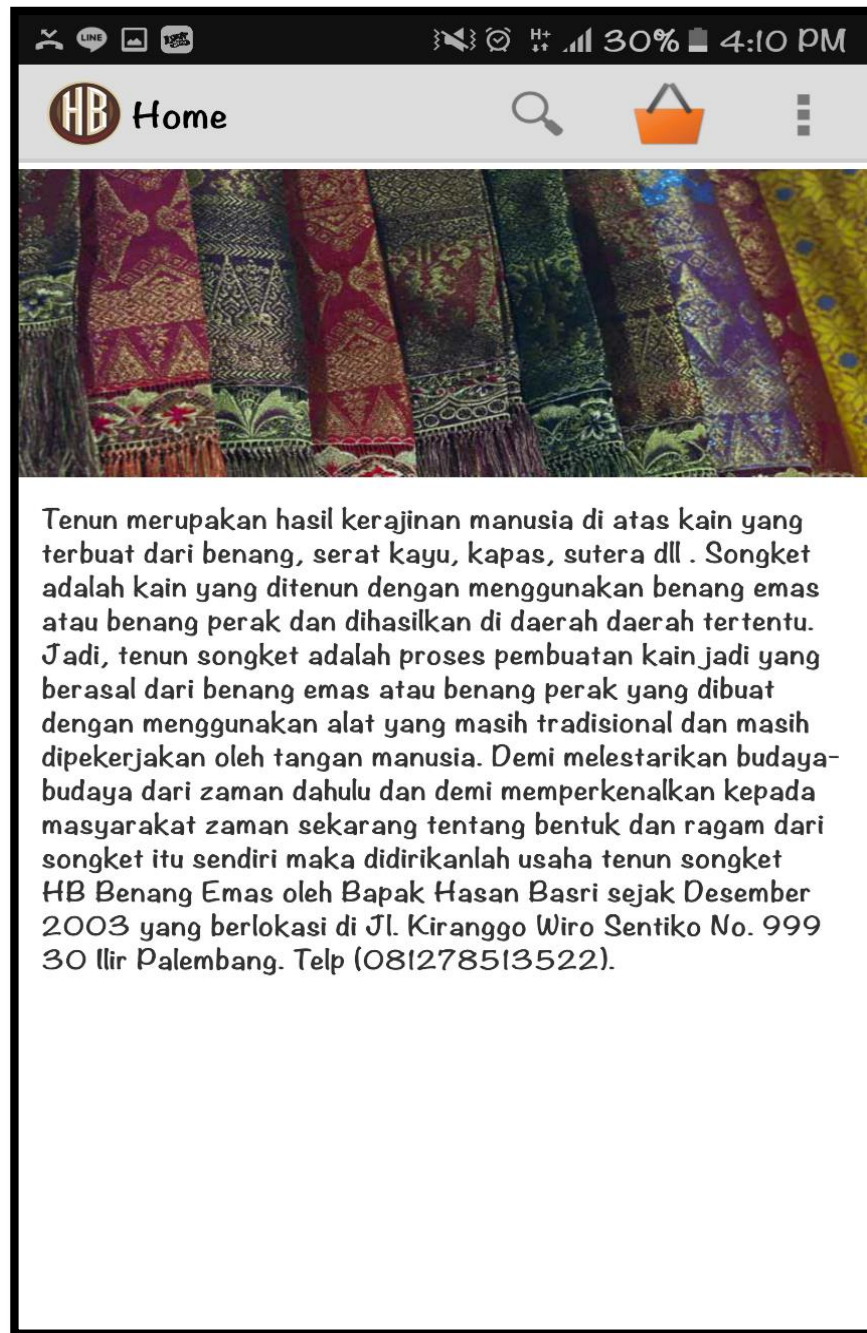 LINE
H+
30%
4:10 PM
HB
Home
Tenun merupakan hasil kerajinan manusia di atas kain yang
terbuat dari benang, serat kayu, kapas, sutera dll . Songket
adalah kain yang ditenun dengan menggunakan benang emas
atau benang perak dan dihasilkan di daerah daerah tertentu.
Jadi, tenun songket adalah proses pembuatan kain jadi yang
berasal dari benang emas atau benang perak yang dibuat
dengan menggunakan alat yang masih tradisional dan masih
dipekerjakan oleh tangan manusia. Demi melestarikan budaya-
budaya dari zaman dahulu dan demi memperkenalkan kepada
masyarakat zaman sekarang tentang bentuk dan ragam dari
songket itu sendiri maka didirikanlah usaha tenun songket
HB Benang Emas oleh Bapak Hasan Basri sejak Desember
2003 yang berlokasi di Jl. Kiranggo Wiro Sentiko No. 999
30 Ilir Palembang. Telp (081278513522).